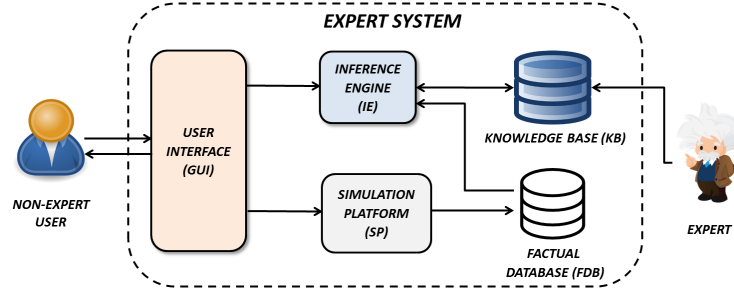 EXPERT SYSTEM
NON-EXPERT
USER
USER
INTERFACE
(GUI)
INFERENCE
ENGINE
(IE)
KNOWLEDGE BASE (KB)
SIMULATION
PLATFORM
(SP)
FACTUAL
DATABASE (FDB)
EXPERT